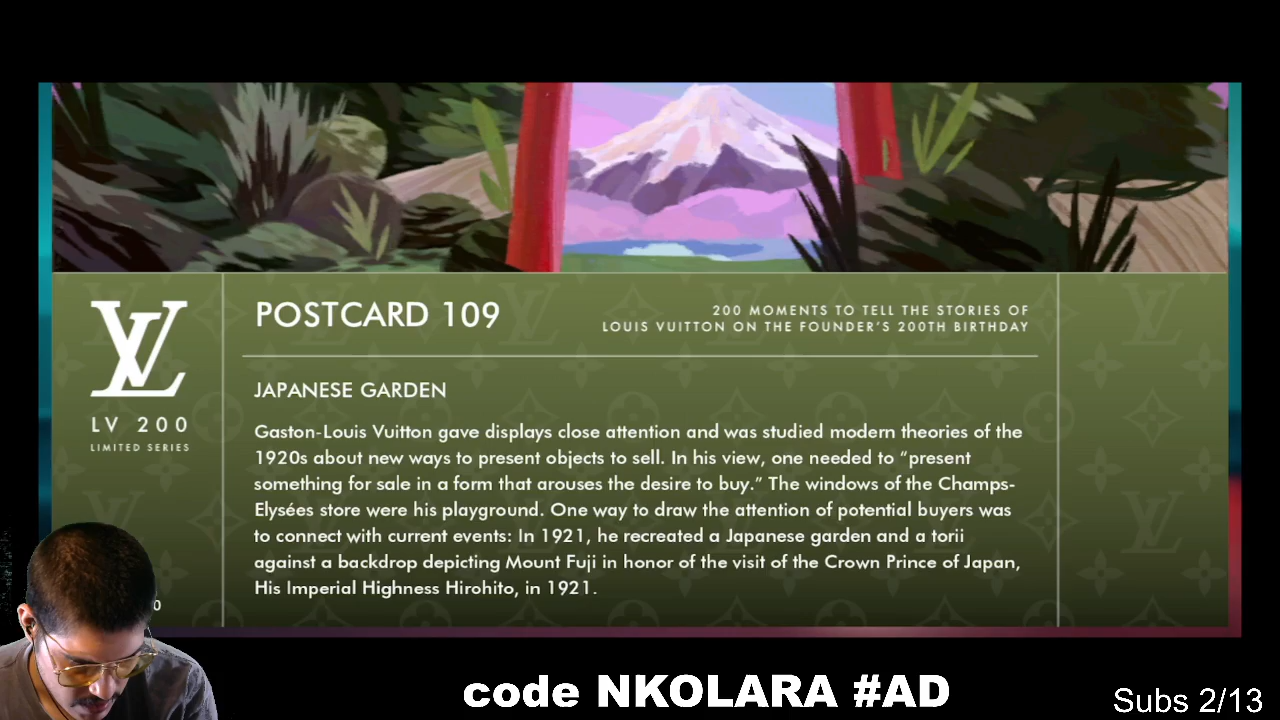 POSTCARD 109
200 MOMENTS TO TELL THE STORIES OF
LOUIS VUITTON ON THE FOUNDER'S 200TH BIRTHDAY
LV
LV 200
LIMITED SERIES
JAPANESE GARDEN
Gaston-Louis Vuitton gave displays close attention and was studied modern theories of the
1920s about new ways to present objects to sell. In his view, one needed to “present
something for sale in a form that arouses the desire to buy.” The windows of the Champs-
Elysées store were his playground. One way to draw the attention of potential buyers was
to connect with current events: In 1921, he recreated a Japanese garden and a torii
against a backdrop depicting Mount Fuji in honor of the visit of the Crown Prince of Japan,
His Imperial Highness Hirohito, in 1921.
0
code NKOLARA #AD
Subs 2/13